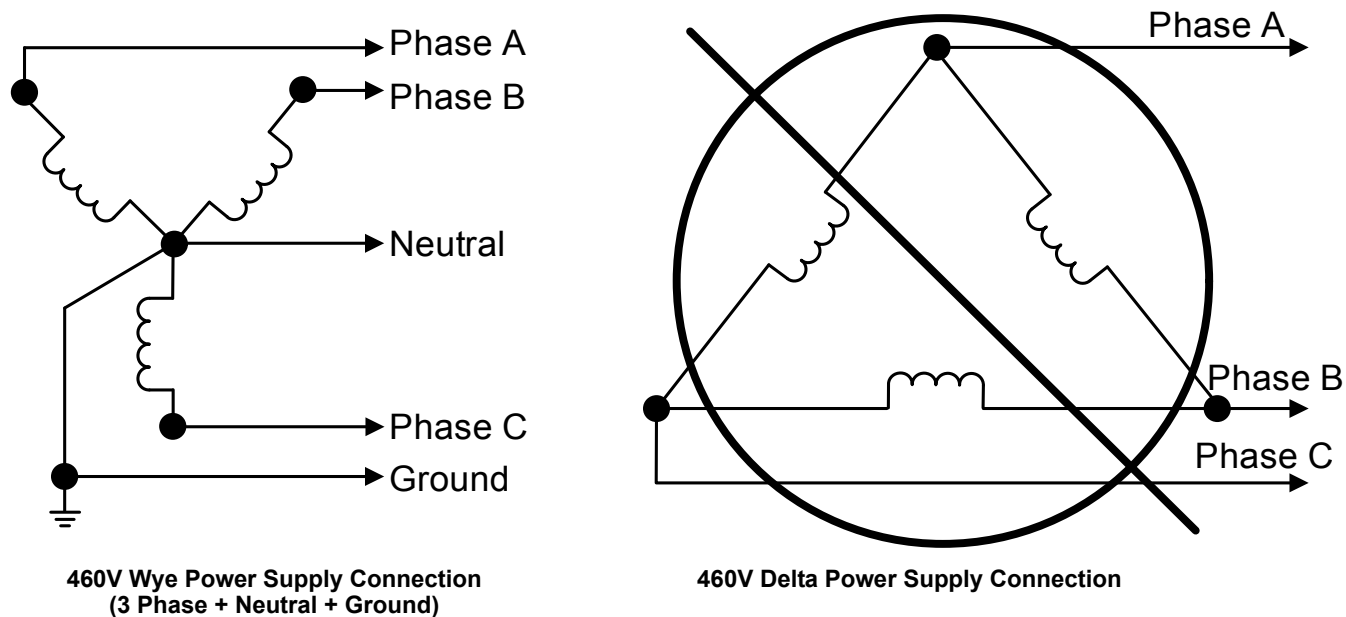 Phase A
Phase B
Neutral
Phase C
Ground
460V Wye Power Supply Connection
(3 Phase + Neutral + Ground)
Phase A
Phase B
Phase C
460V Delta Power Supply Connection